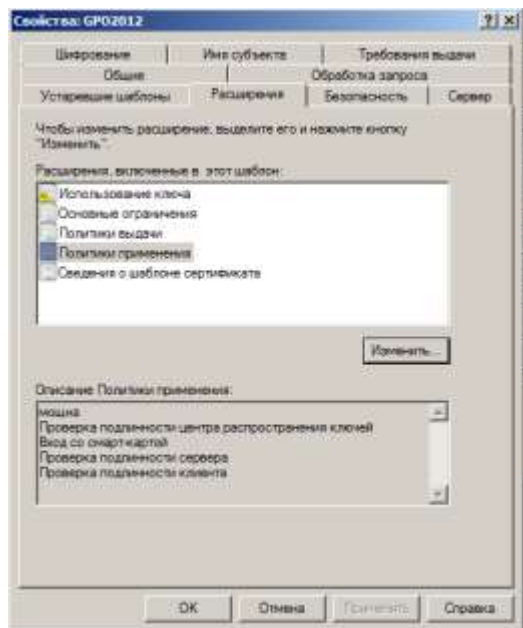 Свойства: GPO2012
Шифрование Имя субъекта Требования выдачи
Общие Обработка запроса
Устаревшие шаблоны Расширения Безопасность Сервер
Чтобы изменить расширение, выделите его и нажмите кнопку
"Изменить".
Расширения, включенные в этот шаблон:
Использование ключа
Основные ограничения
Политики выдачи
Политики применения
Сведения о шаблоне сертификата
Изменить...
Описание Политики применения:
мощна
Проверка подлинности центра распространения ключей
Вход со смарт-картой
Проверка подлинности сервера
Проверка подлинности клиента
OK Отмена Применить Справка